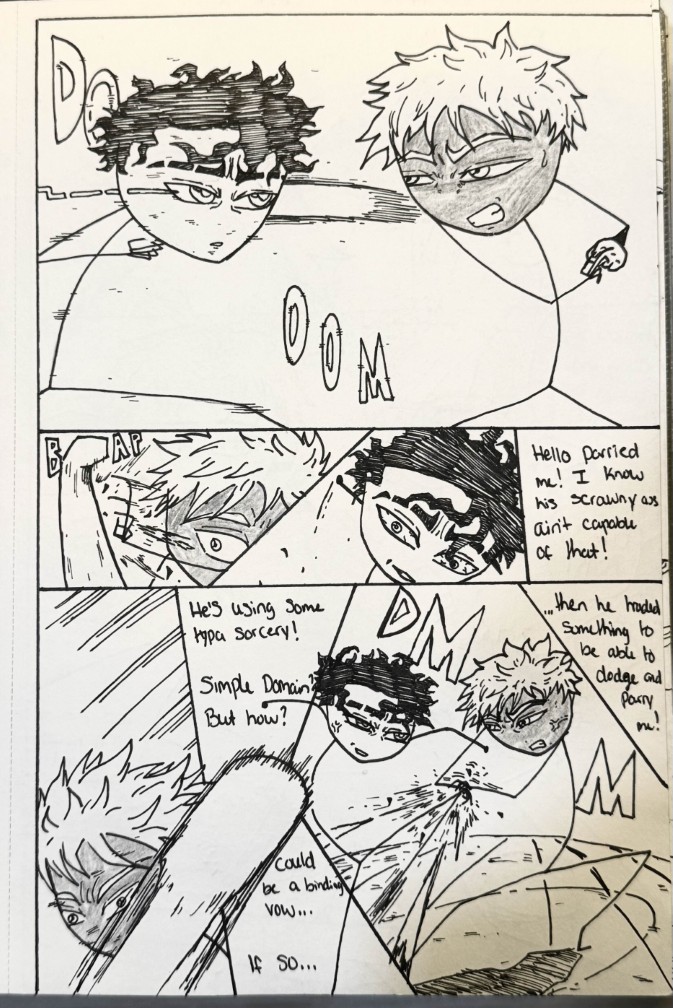 DO
OOM
B AP
Hello parried
me! I know
his scrawny ass
ain't capable
of that!
He's using some
typa sorcery!
Simple Domain?
But how?
DM
...then he traded
something to
be able to
dodge and
parry
me!
M
could
be a binding
vow...
If so...